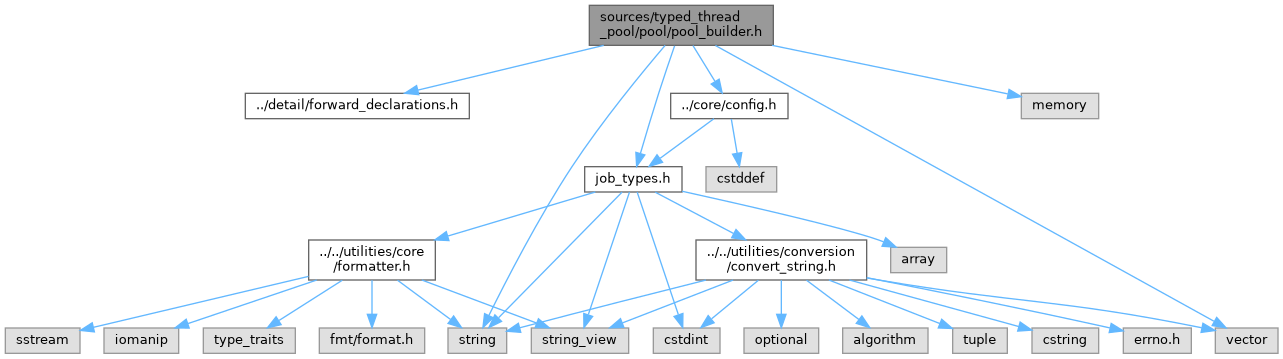 sources/typed_thread
_pool/pool/pool_builder.h
../detail/forward_declarations.h
../core/config.h
memory
job_types.h
cstddef
../../utilities/core
/formatter.h
../../utilities/conversion
/convert_string.h
array
sstream
iomanip
type_traits
fmt/format.h
string
string_view
cstdint
optional
algorithm
tuple
cstring
errno.h
vector